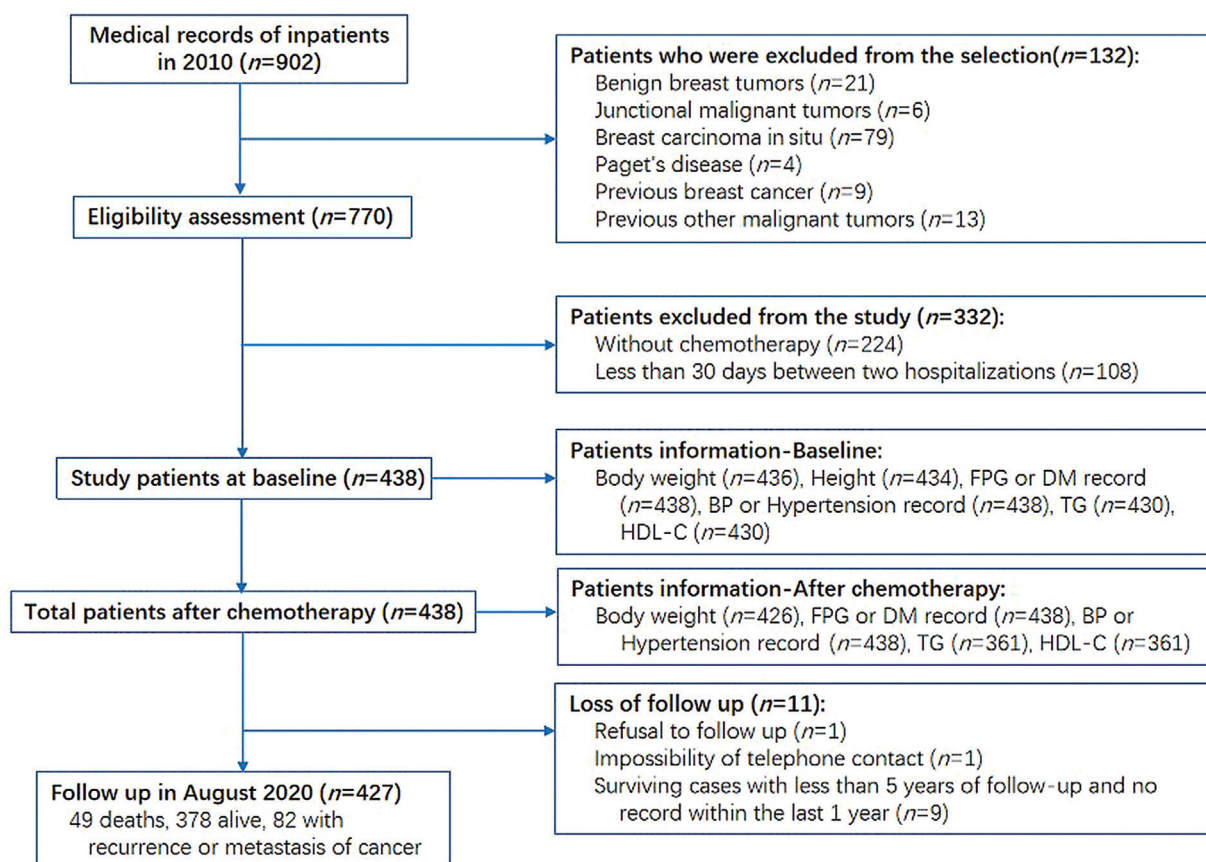 Medical records of inpatients
in 2010 (n=902)
Patients who were excluded from the selection(n=132):
Benign breast tumors (n=21)
Junctional malignant tumors (n=6)
Breast carcinoma in situ (n=79)
Paget's disease (n=4)
Previous breast cancer (n=9)
Previous other malignant tumors (n=13)
Eligibility assessment (n=770)
Patients excluded from the study (n=332):
Without chemotherapy (n=224)
Less than 30 days between two hospitalizations (n=108)
Study patients at baseline (n=438)
Patients information-Baseline:
Body weight (n=436), Height (n=434), FPG or DM record
(n=438), BP or Hypertension record (n=438), TG (n=430),
HDL-C (n=430)
Total patients after chemotherapy (n=438)
Patients information-After chemotherapy:
Body weight (n=426), FPG or DM record (n=438), BP or
Hypertension record (n=438), TG (n=361), HDL-C (n=361)
Loss of follow up (n=11):
Refusal to follow up (n=1)
Impossibility of telephone contact (n=1)
Surviving cases with less than 5 years of follow-up and no
record within the last 1 year (n=9)
Follow up in August 2020 (n=427)
49 deaths, 378 alive, 82 with
recurrence or metastasis of cancer